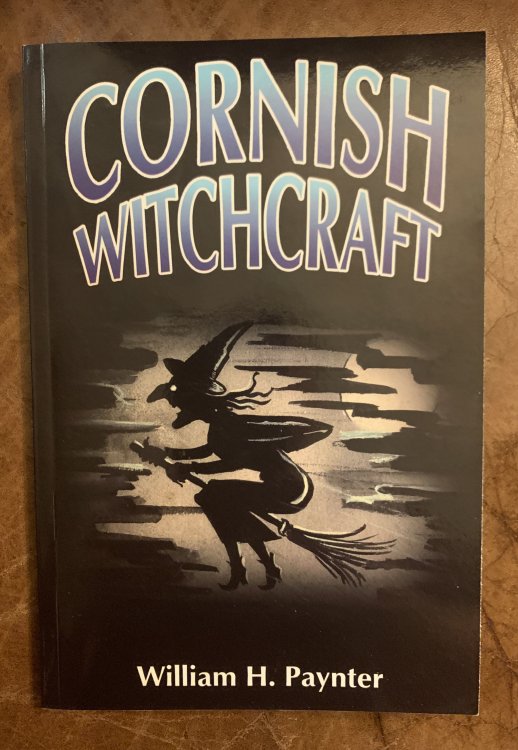 CORNISH
WITCHCRAFT
William H. Paynter